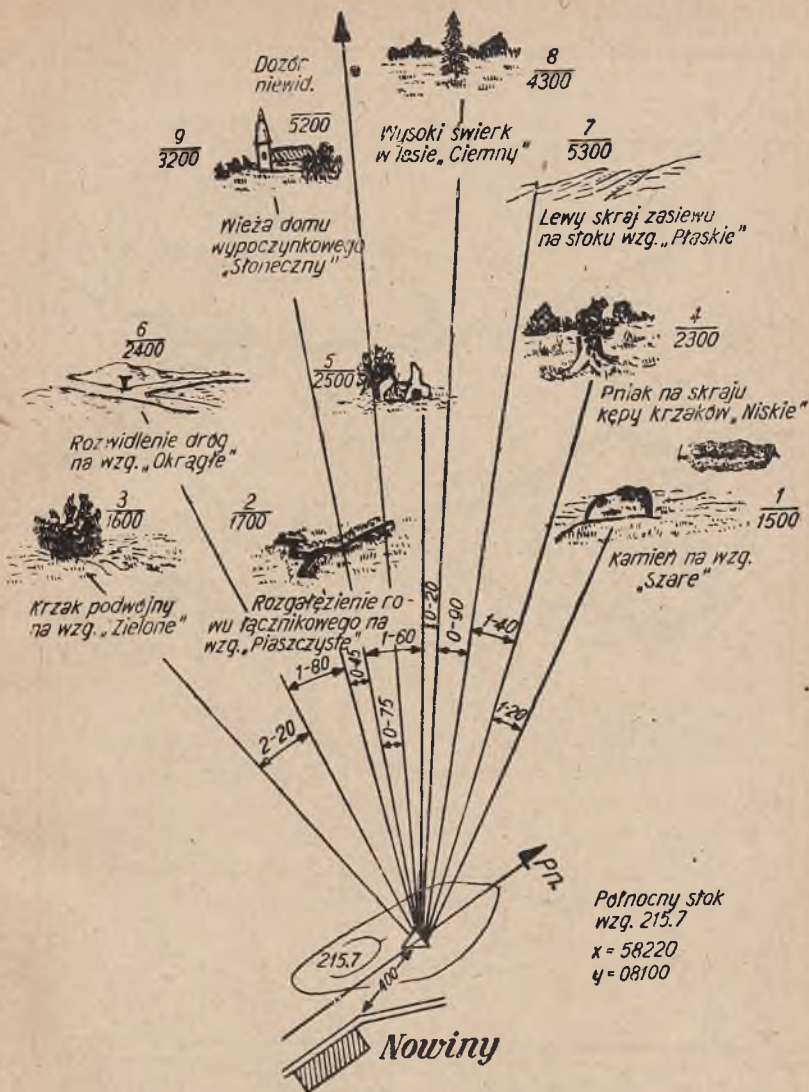 Dozór
niewid.
5200
8
4300
9
3200
Wysoki świerk
w lesie „Ciemny"
7
5300
Wieża domu
wypoczynkowego
„Słoneczny"
Lewy skraj zasiewu
na stoku wzg. „Płaskie"
6
2400
5
2500
4
2300
Rozwidlenie dróg
na wzg. „Okrągłe"
Pniak na skraju
kępy krzaków „Niskie"
3
1600
2
1700
1
1500
Krzak podwójny
na wzg. „Zielone"
Rozgałęzienie ro-
wu łącznikowego na
wzg. „Piaszczyste"
Kamień na wzg.
„Szare"
2-20
1-80
0-45
0-75
1-60
0-20
0-90
1-40
1-20
Pn.
215.7
400
Północny stok
wzg. 215.7
x = 58220
y = 08100
Nowiny